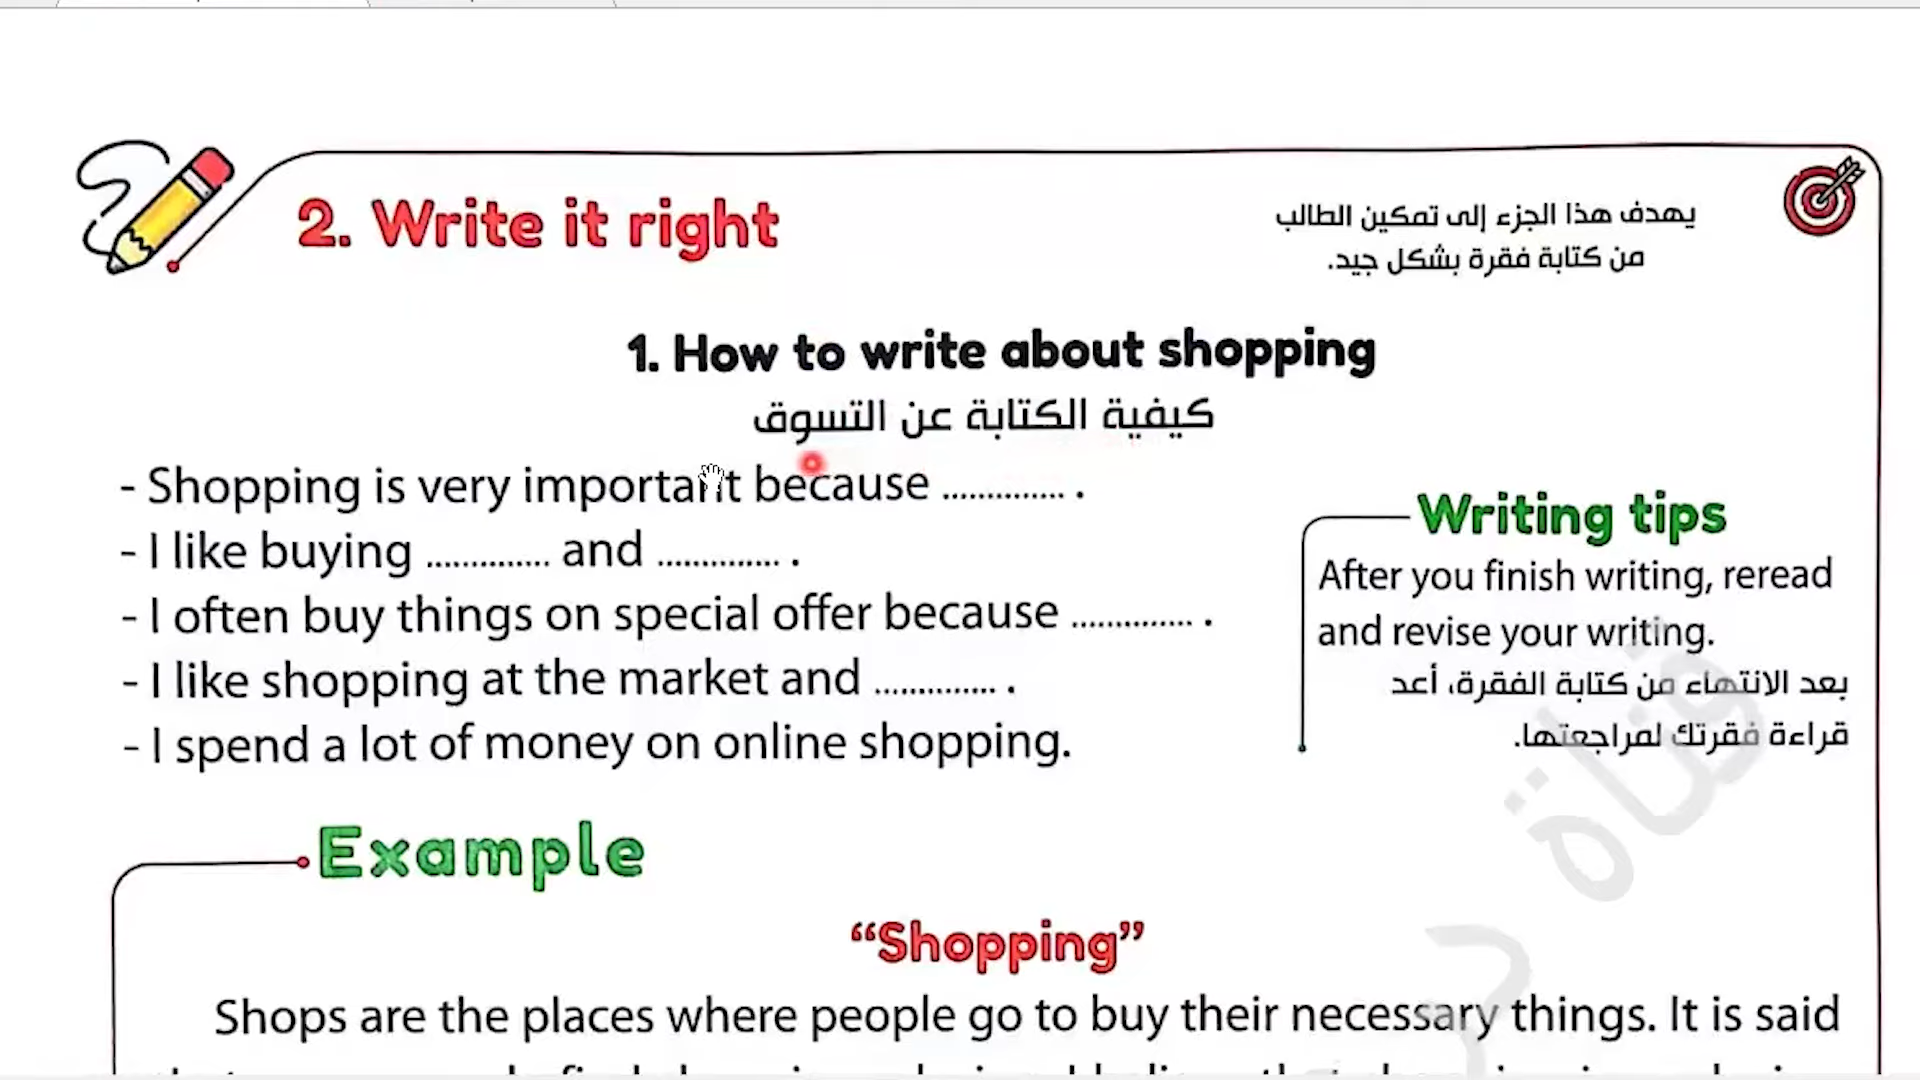 2. Write it right
يهدف هذا الجزء إلى تمكين الطالب
من كتابة فقرة بشكل جيد.
1. How to write about shopping
كيفية الكتابة عن التسوق
- Shopping is very important because .............. .
- I like buying .............. and .............. .
- I often buy things on special offer because .............. .
- I like shopping at the market and .............. .
- I spend a lot of money on online shopping.
Writing tips
After you finish writing, reread
and revise your writing.
بعد الانتهاء من كتابة الفقرة، أعد
قراءة فقرتك لمراجعتها.
Example
“Shopping”
Shops are the places where people go to buy their necessary things. It is said
قناة